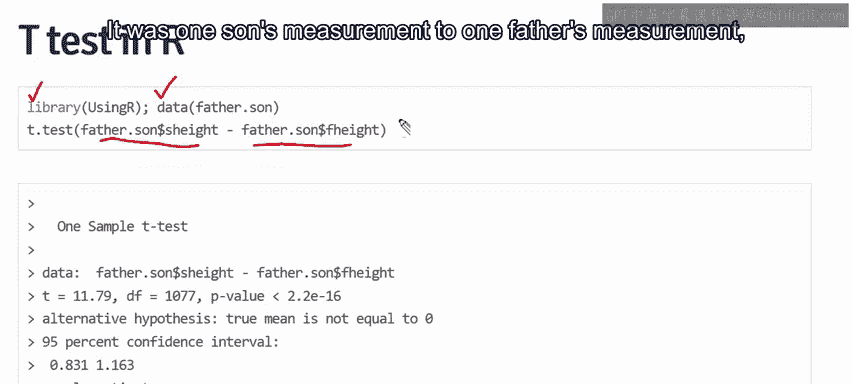 It was one son's measurement to one father's measurement,
T test in R
library(UsingR); data(father.son)
t.test(father.son$sheight - father.son$fheight)
>
> One Sample t-test
>
> data: father.son$sheight - father.son$fheight
> t = 11.79, df = 1077, p-value < 2.2e-16
> alternative hypothesis: true mean is not equal to 0
> 95 percent confidence interval:
> 0.831 1.163